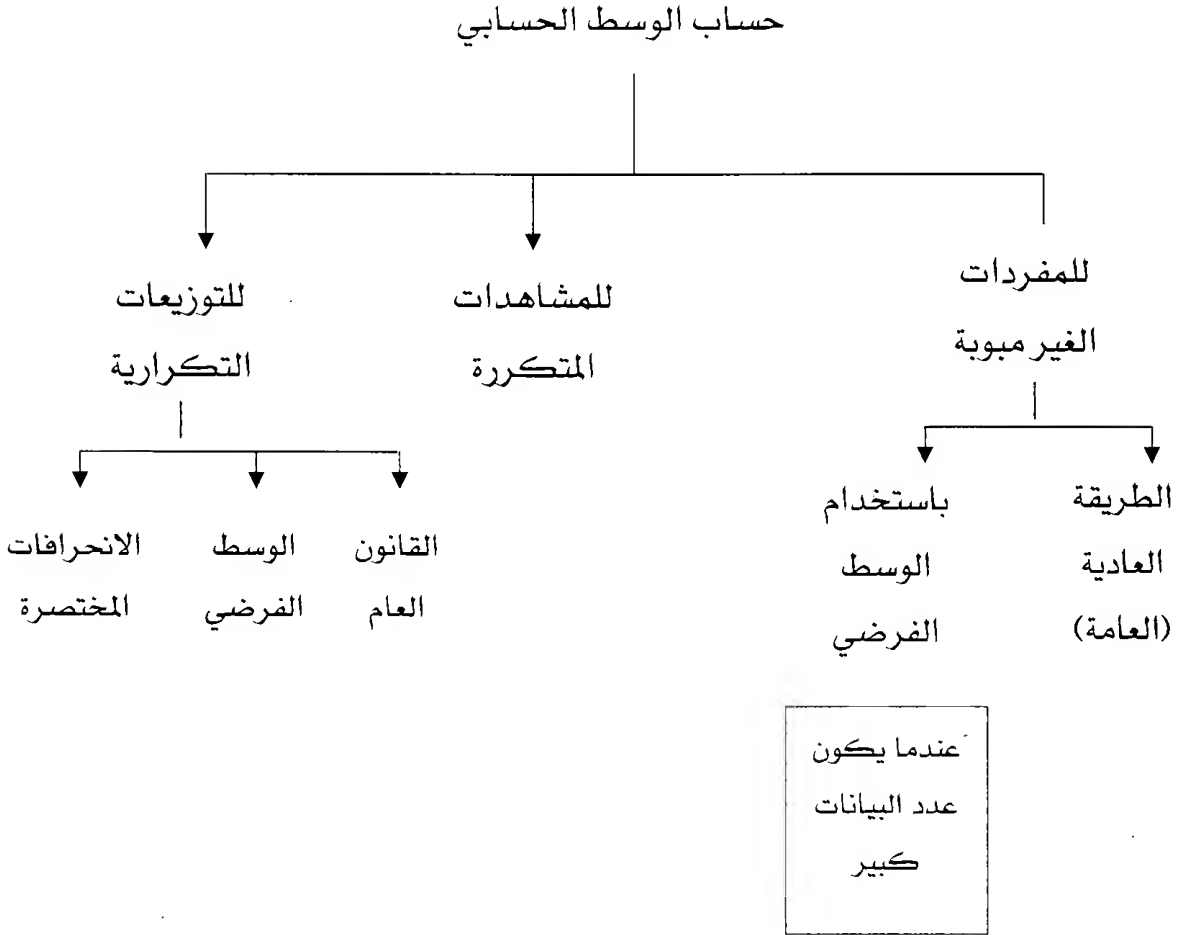 حساب الوسط الحسابي
للمفردات
الغير مبوبة
للمشاهدات
المتكررة
للتوزيعات
التكرارية
الطريقة
العادية
(العامة)
باستخدام
الوسط
الفرضي
عندما يكون
عدد البيانات
كبير
القانون
العام
الوسط
الفرضي
الانحرافات
المختصرة